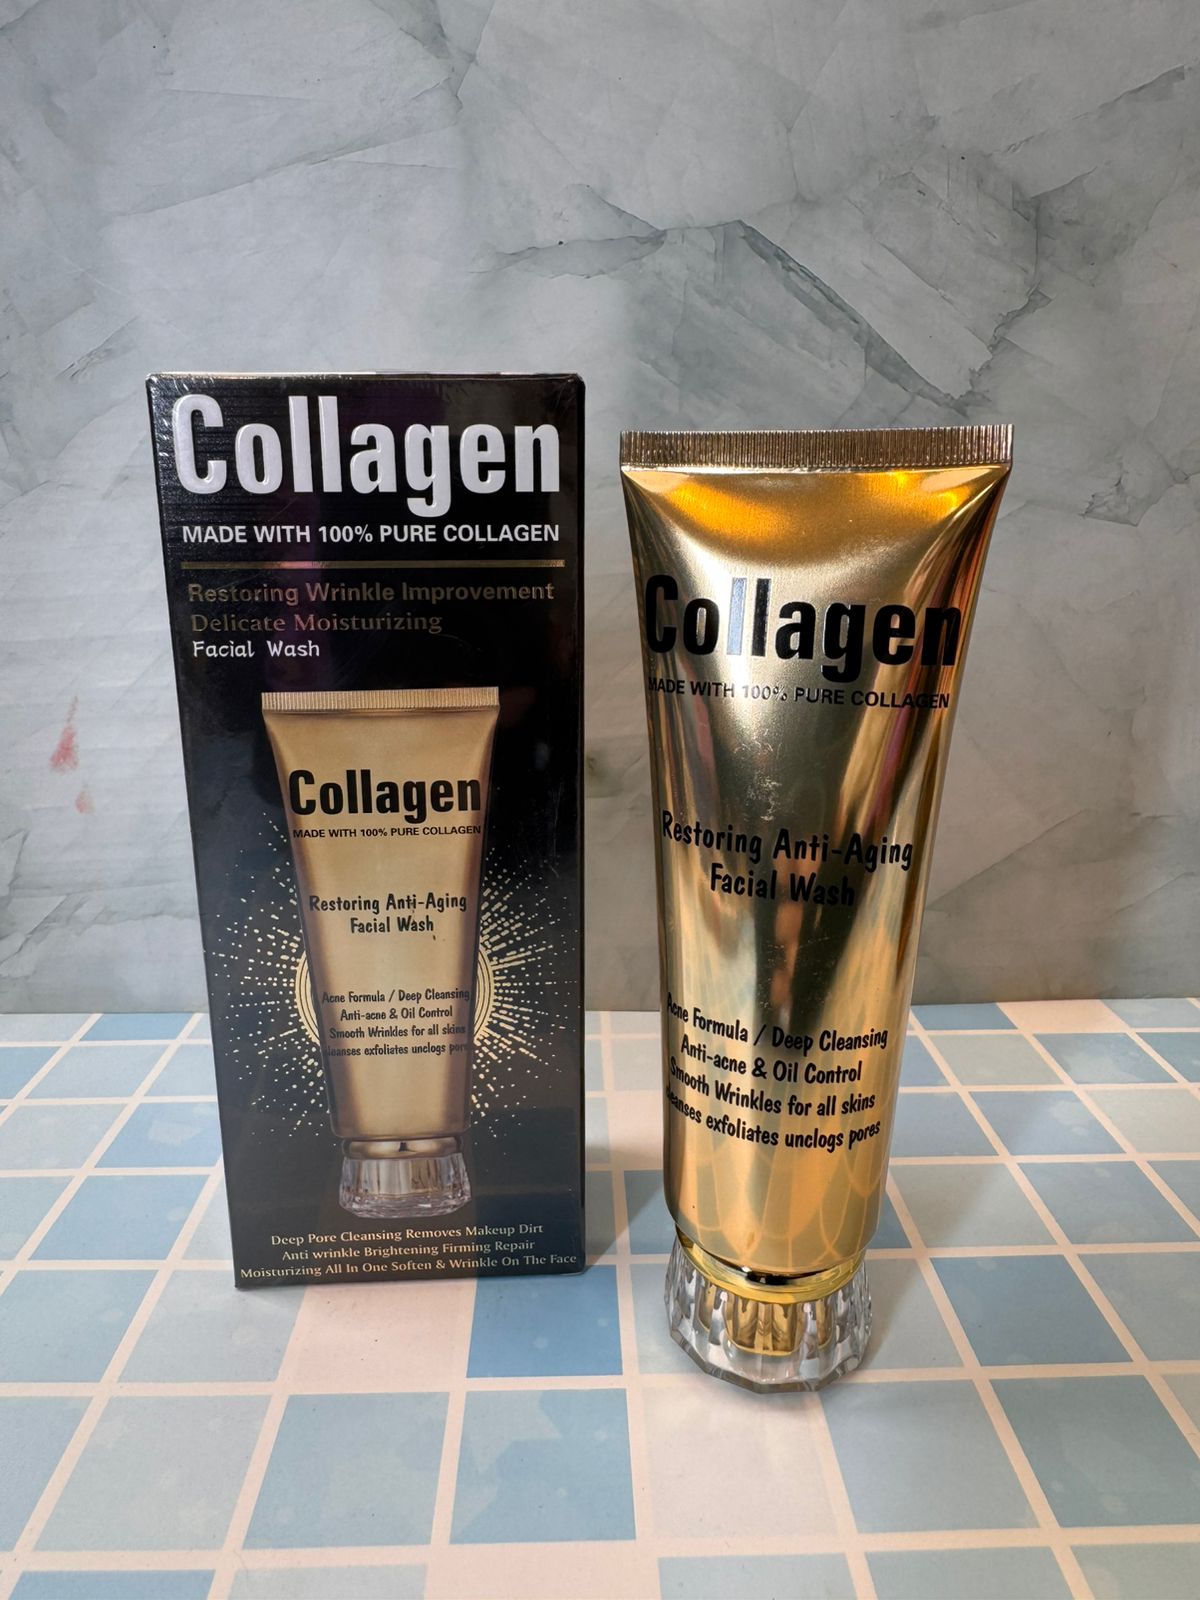 Collagen
MADE WITH 100% PURE COLLAGEN
Restoring Wrinkle Improvement
Delicate Moisturizing
Facial Wash
Collagen
MADE WITH 100% PURE COLLAGEN
Restoring Anti-Aging
Facial Wash
Acne Formula / Deep Cleansing
Anti-acne & Oil Control
Smooth Wrinkles for all skins
cleanses exfoliates unclogs pores
Deep Pore Cleansing Removes Makeup Dirt
Anti wrinkle Brightening Firming Repair
Moisturizing All In One Soften & Wrinkle On The Face
Collagen
MADE WITH 100% PURE COLLAGEN
Restoring Anti-Aging
Facial Wash
Acne Formula / Deep Cleansing
Anti-acne & Oil Control
Smooth Wrinkles for all skins
cleanses exfoliates unclogs pores